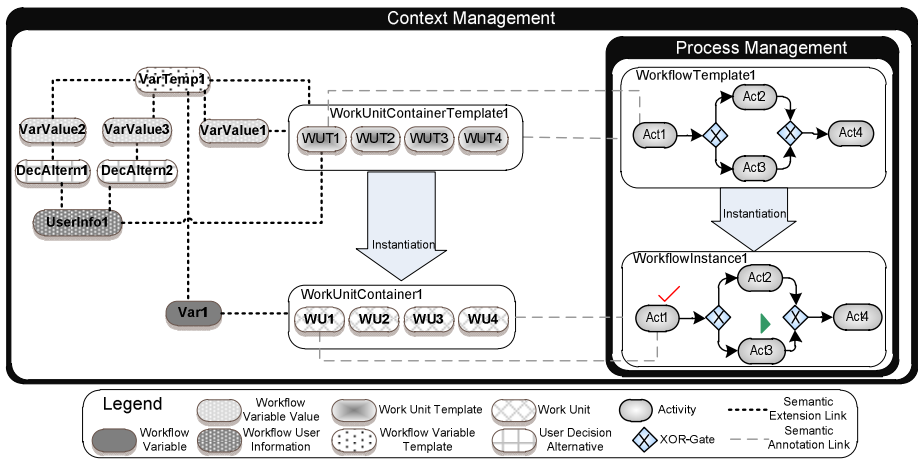 Context Management
Process Management
VarTemp1
VarValue2
VarValue3
VarValue1
DecAltern1
DecAltern2
UserInfo1
Var1
WorkUnitContainerTemplate1
WUT1 WUT2 WUT3 WUT4
Instantiation
WorkUnitContainer1
WU1 WU2 WU3 WU4
WorkflowTemplate1
Act2
Act1
X X
Act4
Act3
Instantiation
WorkflowInstance1
Act2
Act1
X X
Act4
Act3
Legend
Workflow
Variable
Workflow
Variable Value
Workflow User
Information
Work Unit Template
Workflow Variable
Template
Work Unit
User Decision
Alternative
Activity
X
XOR-Gate
Semantic
Extension Link
Semantic
Annotation Link